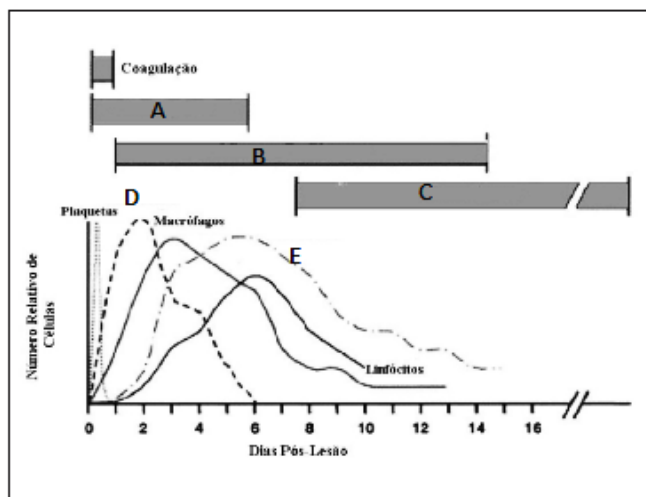 Coagulação
A
B
C
D
Plaquetas
Macrófagos
E
Linfócitos
Número Relativo de
Células
0 2 4 6 8 10 12 14 16
Dias Pós-Lesão